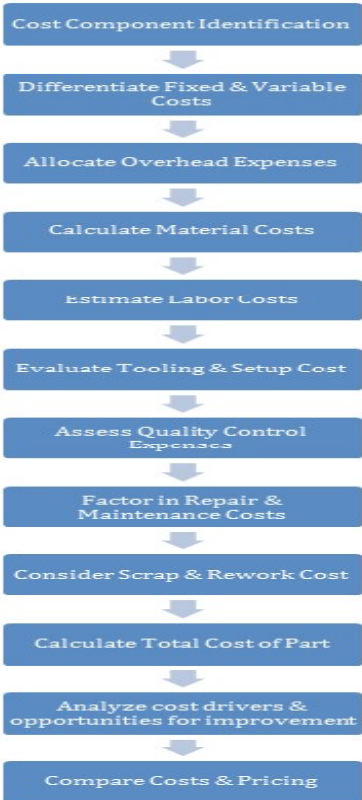 Cost Component Identification
Differentiate Fixed & Variable
Costs
Allocate Overhead Expenses
Calculate Material Costs
Estimate Labor Costs
Evaluate Tooling & Setup Cost
Assess Quality Control
Expenses
Factor in Repair &
Maintenance Costs
Consider Scrap & Rework Cost
Calculate Total Cost of Part
Analyze cost drivers &
opportunities for improvement
Compare Costs & Pricing